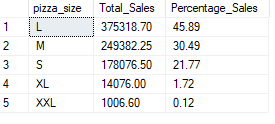 pizza_size Total_Sales Percentage_Sales
1 L 375318.70 45.89
2 M 249382.25 30.49
3 S 178076.50 21.77
4 XL 14076.00 1.72
5 XXL 1006.60 0.12